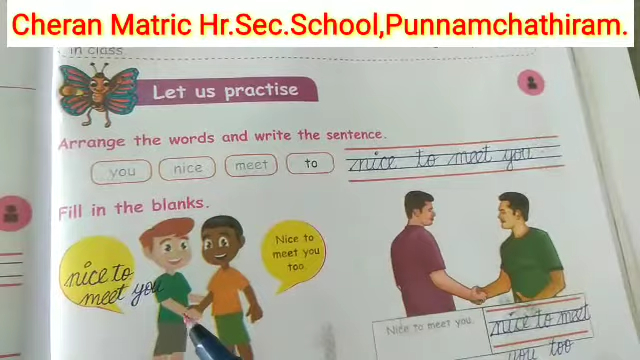 Cheran Matric Hr.Sec.School,Punnamchathiram.
in class
Let us practise
Arrange the words and write the sentence.
you nice meet to nice to meet you.
Fill in the blanks.
nice to
meet you
Nice to
meet you
too.
Nice to meet you.
nice to meet
you too